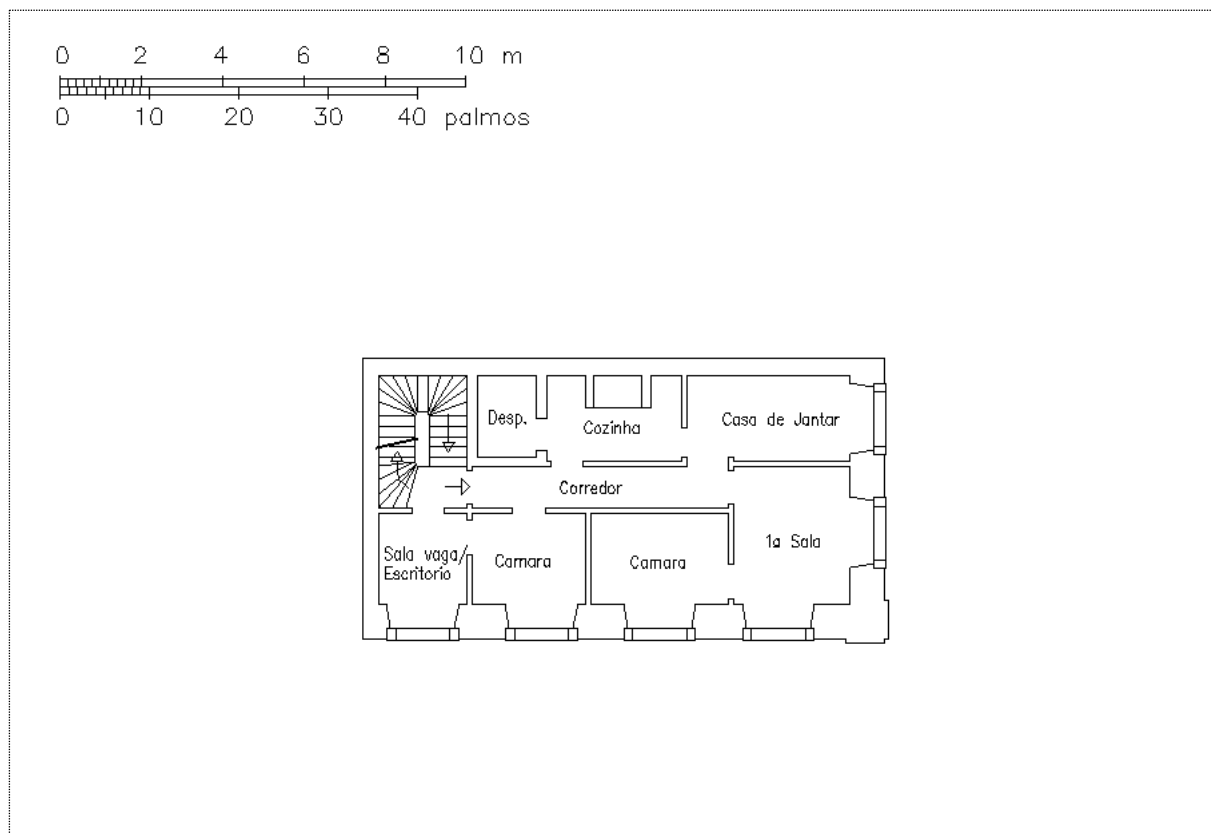 0 2 4 6 8 10 m
0 10 20 30 40 palmos
Desp.
Cozinha
Casa de Jantar
Corredor
Sala vaga/
Escritorio
Camara
Camara
1a Sala